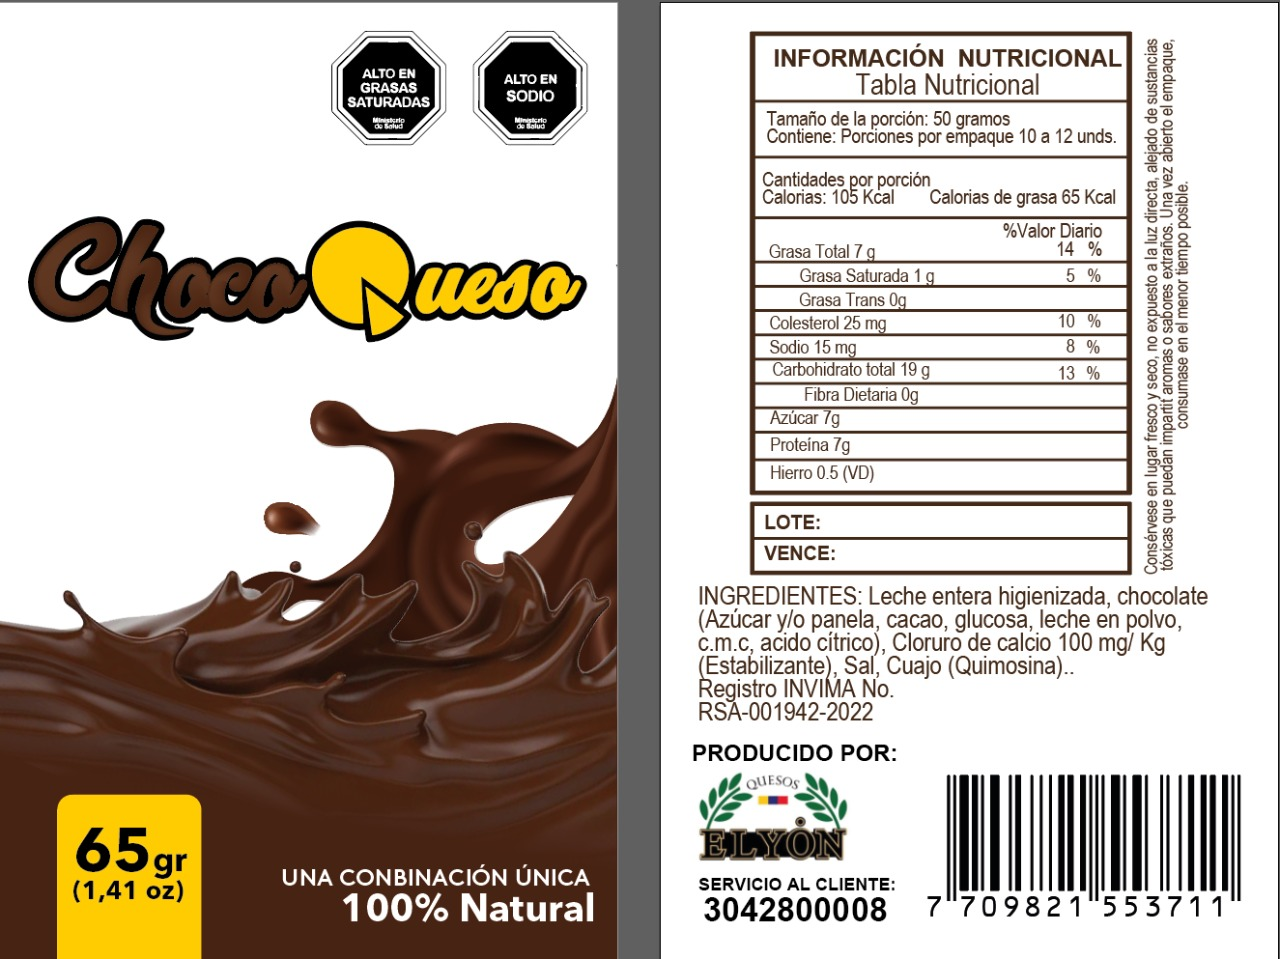 ALTO EN
GRASAS
SATURADAS
Ministerio
de Salud
ALTO EN
SODIO
Ministerio
de Salud
Choco Queso
65 gr
(1,41 oz)
UNA CONBINACIÓN ÚNICA
100% Natural
INFORMACIÓN NUTRICIONAL
Tabla Nutricional
Tamaño de la porción: 50 gramos
Contiene: Porciones por empaque 10 a 12 unds.
Cantidades por porción
Calorias: 105 Kcal Calorias de grasa 65 Kcal
%Valor Diario
Grasa Total 7 g 14 %
Grasa Saturada 1 g 5 %
Grasa Trans 0g
Colesterol 25 mg 10 %
Sodio 15 mg 8 %
Carbohidrato total 19 g 13 %
Fibra Dietaria 0g
Azúcar 7g
Proteína 7g
Hierro 0.5 (VD)
LOTE:
VENCE:
Consérvese en lugar fresco y seco, no expuesto a la luz directa, alejado de sustancias
tóxicas que puedan impartit aromas o sabores extraños. Una vez abierto el empaque,
consumase en el menor tiempo posible.
INGREDIENTES: Leche entera higienizada, chocolate
(Azúcar y/o panela, cacao, glucosa, leche en polvo,
c.m.c, acido cítrico), Cloruro de calcio 100 mg/ Kg
(Estabilizante), Sal, Cuajo (Quimosina)..
Registro INVIMA No.
RSA-001942-2022
PRODUCIDO POR:
QUESOS
ELYÓN
SERVICIO AL CLIENTE:
3042800008
7 709821 553711